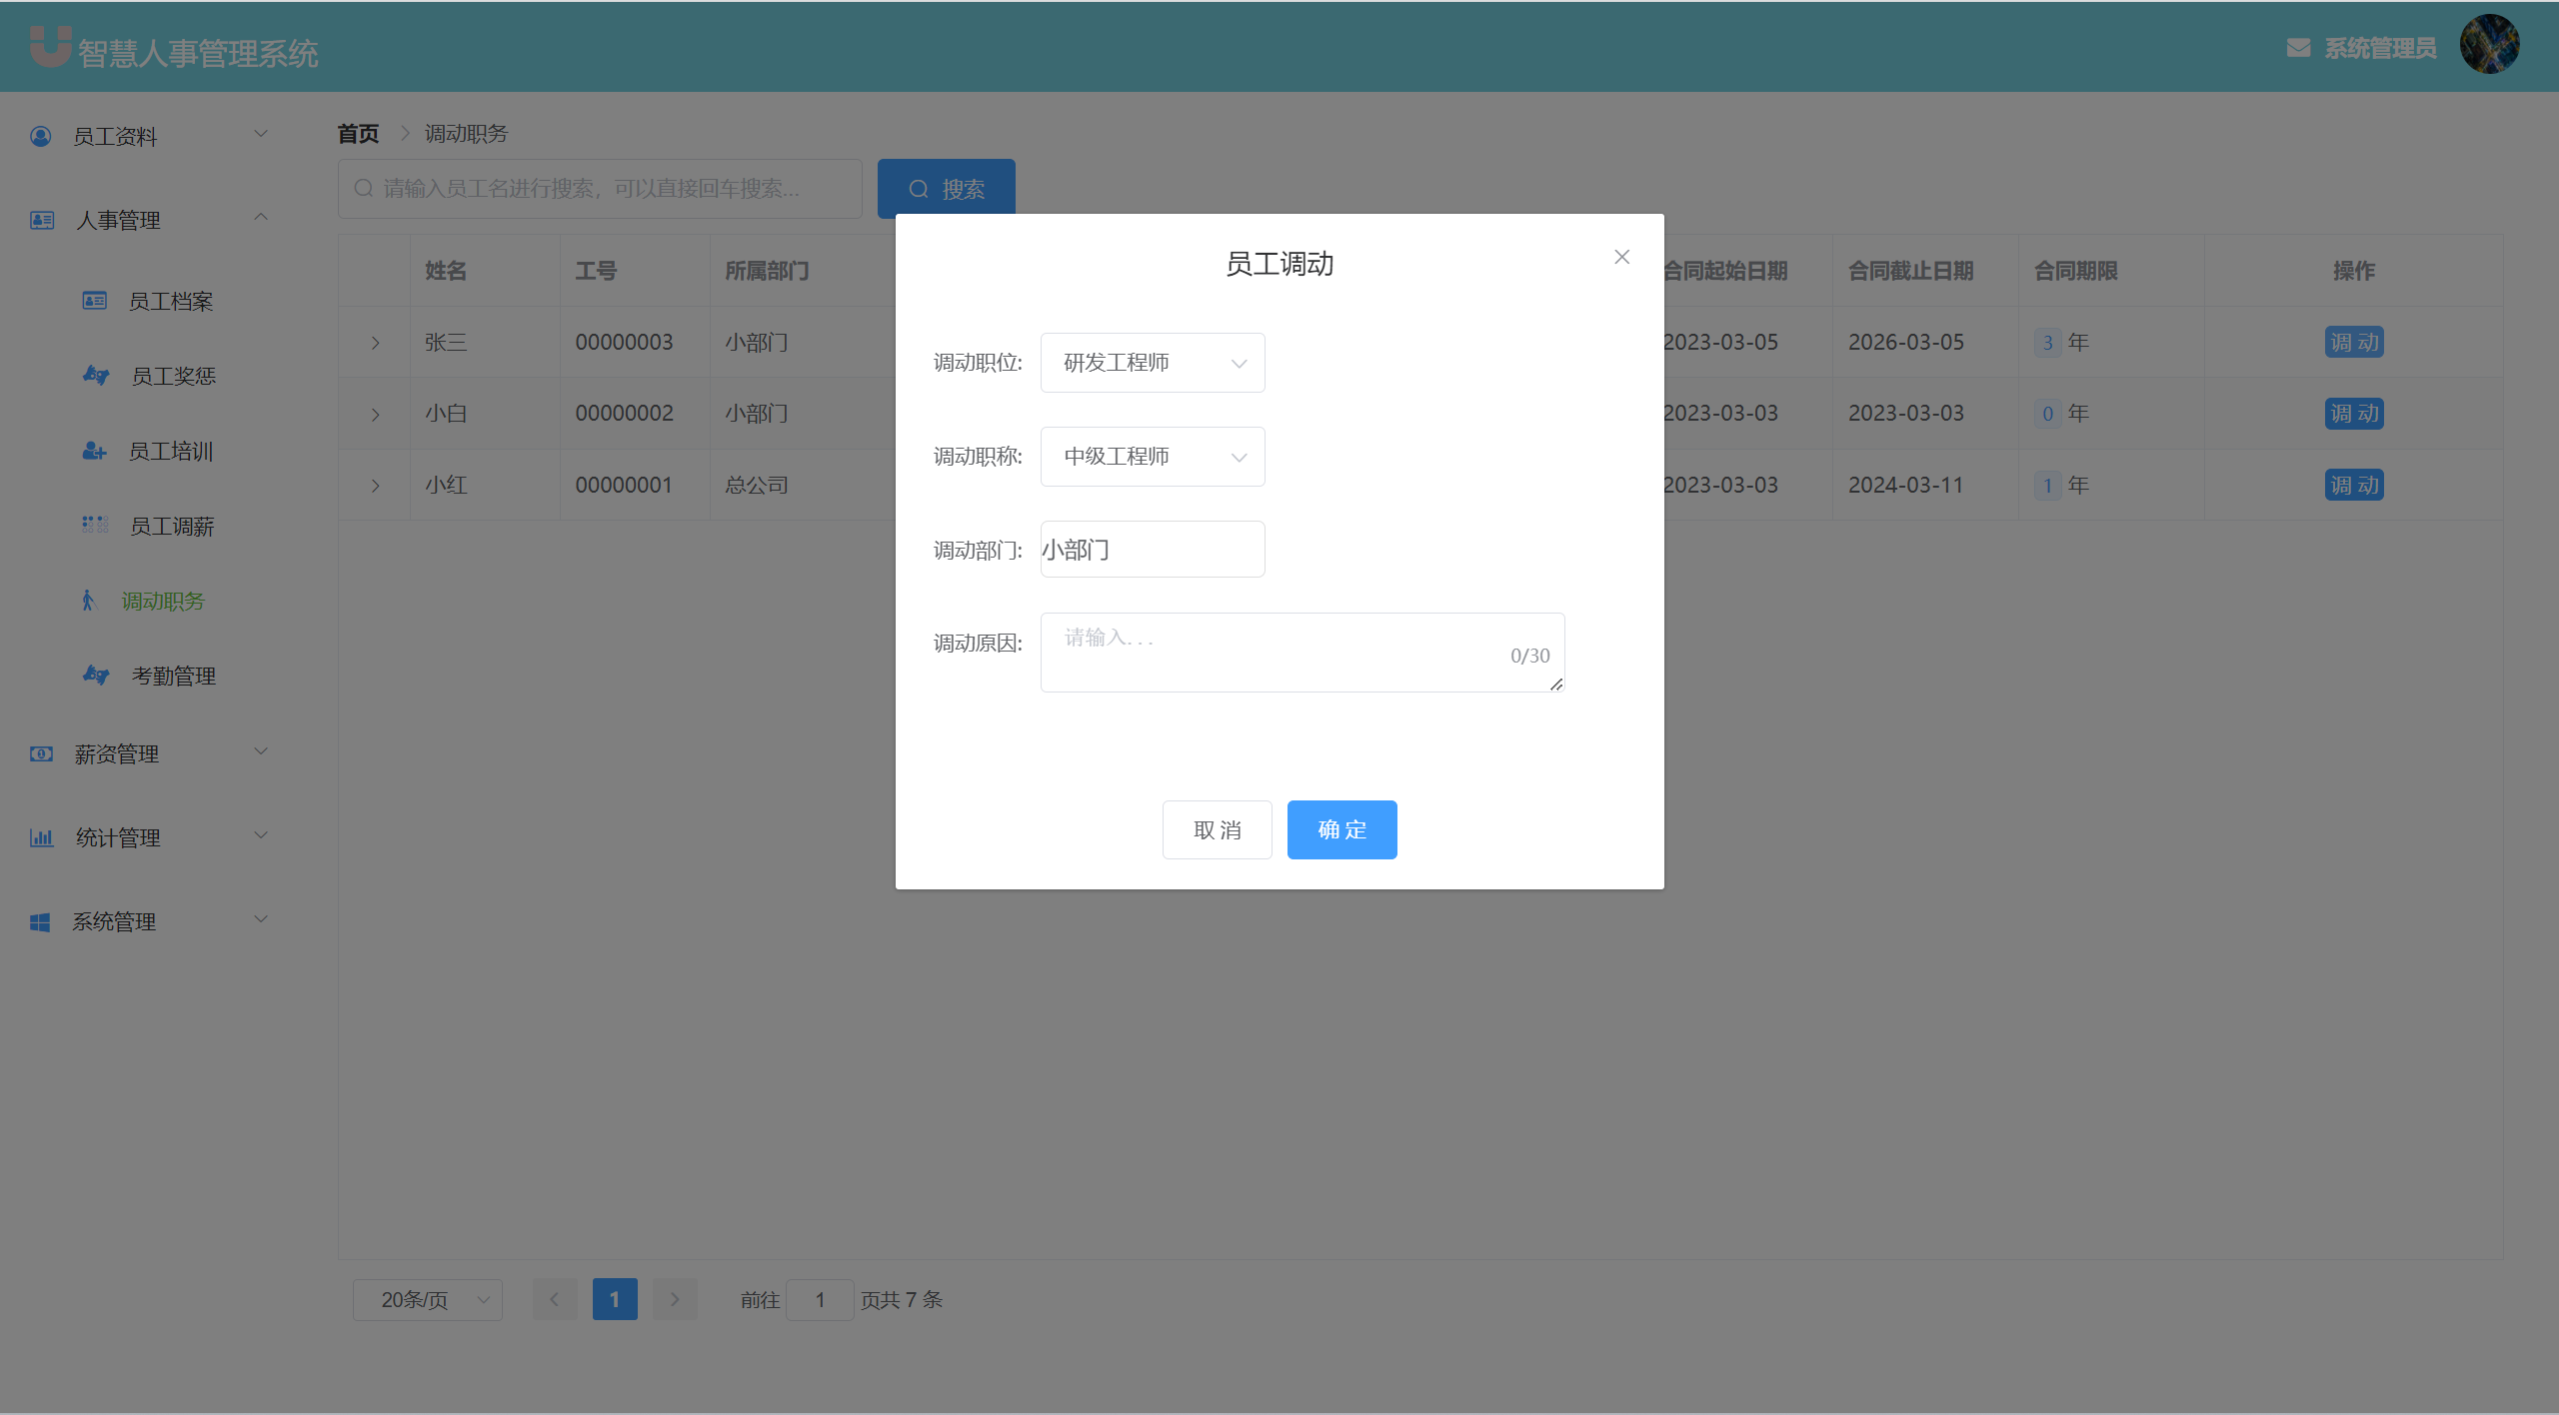 智慧人事管理系统
系统管理员
员工资料
人事管理
员工档案
员工奖惩
员工培训
员工调薪
调动职务
考勤管理
薪资管理
统计管理
系统管理
首页 > 调动职务
请输入员工名进行搜索，可以直接回车搜索...
搜索
姓名 工号 所属部门 合同起始日期 合同截止日期 合同期限 操作
张三 00000003 小部门 2023-03-05 2026-03-05 3 年 调动
小白 00000002 小部门 2023-03-03 2023-03-03 0 年 调动
小红 00000001 总公司 2023-03-03 2024-03-11 1 年 调动
员工调动
调动职位: 研发工程师
调动职称: 中级工程师
调动部门: 小部门
调动原因: 请输入...
0/30
取消 确定
20条/页 1 前往 1 页共 7 条